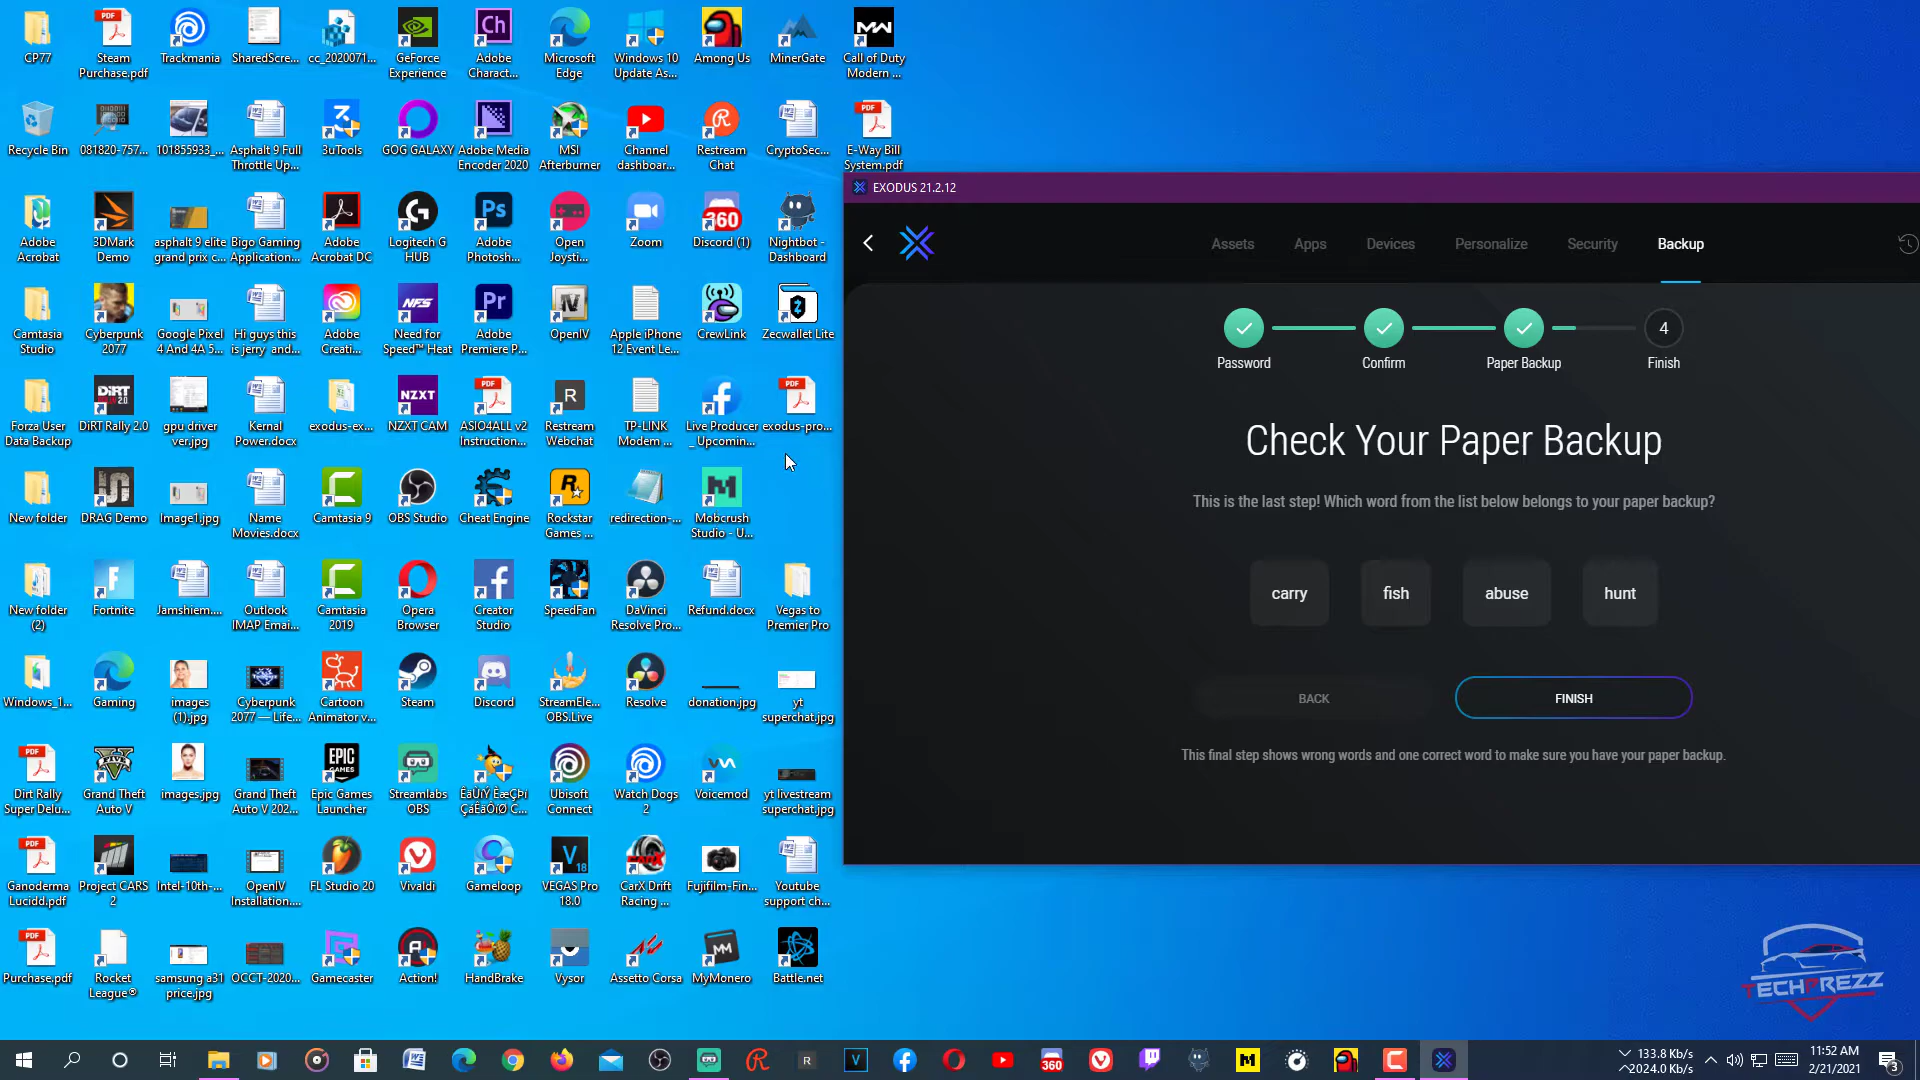 CP77
Steam
Purchase.pdf
Trackmania
SharedScre...
cc_2020071...
GeForce
Experience
Adobe
Charact...
Microsoft
Edge
Windows 10
Update As...
Among Us
MinerGate
Call of Duty
Modern ...
Recycle Bin
081820-757...
101855933_...
Asphalt 9 Full
Throttle Up...
3uTools
GOG GALAXY
Adobe Media
Encoder 2020
MSI
Afterburner
Channel
dashboar...
Restream
Chat
CryptoSec...
E-Way Bill
System.pdf
Adobe
Acrobat
3DMark
Demo
asphalt 9 elite
grand prix c...
Bigo Gaming
Application...
Adobe
Acrobat DC
Logitech G
HUB
Adobe
Photosh...
Open
Joysti...
Zoom
Discord (1)
Nightbot -
Dashboard
Camtasia
Studio
Cyberpunk
2077
Google Pixel
4 And 4A 5...
Hi guys this
is jerry and...
Adobe
Creati...
Need for
Speed™ Heat
Adobe
Premiere P...
OpenIV
Apple iPhone
12 Event Le...
CrewLink
Zecwallet Lite
Forza User
Data Backup
DiRT Rally 2.0
gpu driver
ver.jpg
Kernal
Power.docx
exodus-ex...
NZXT CAM
ASIO4ALL v2
Instruction...
Restream
Webchat
TP-LINK
Modem ...
Live Producer
_ Upcomin...
exodus-pro...
New folder
DRAG Demo
Image1.jpg
Name
Movies.docx
Camtasia 9
OBS Studio
Cheat Engine
Rockstar
Games ...
redirection-...
Mobcrush
Studio - U...
New folder
(2)
Fortnite
Jamshiem....
Outlook
IMAP Emai...
Camtasia
2019
Opera
Browser
Creator
Studio
SpeedFan
DaVinci
Resolve Pro...
Refund.docx
Vegas to
Premier Pro
Windows_1...
Gaming
images
(1).jpg
Cyberpunk
2077 — Life...
Cartoon
Animator v...
Steam
Discord
StreamEle...
OBS.Live
Resolve
donation.jpg
yt
superchat.jpg
Dirt Rally
Super Delu...
Grand Theft
Auto V
images.jpg
Grand Theft
Auto V 202...
Epic Games
Launcher
Streamlabs
OBS
Ubisoft
Connect
Watch Dogs
2
Voicemod
yt livestream
superchat.jpg
Ganoderma
Lucidd.pdf
Project CARS
2
Intel-10th-...
OpenIV
Installation....
FL Studio 20
Vivaldi
Gameloop
VEGAS Pro
18.0
CarX Drift
Racing ...
Fujifilm-Fin...
Youtube
support ch...
Purchase.pdf
Rocket
League®
samsung a31
price.jpg
OCCT-2020...
Gamecaster
Action!
HandBrake
Vysor
Assetto Corsa
MyMonero
Battle.net
EXODUS 21.2.12
Assets Apps Devices Personalize Security Backup
4
Password Confirm Paper Backup Finish
Check Your Paper Backup
This is the last step! Which word from the list below belongs to your paper backup?
carry fish abuse hunt
BACK FINISH
This final step shows wrong words and one correct word to make sure you have your paper backup.
TECHPREZZ
133.8 Kb/s
2024.0 Kb/s
11:52 AM
2/21/2021
3